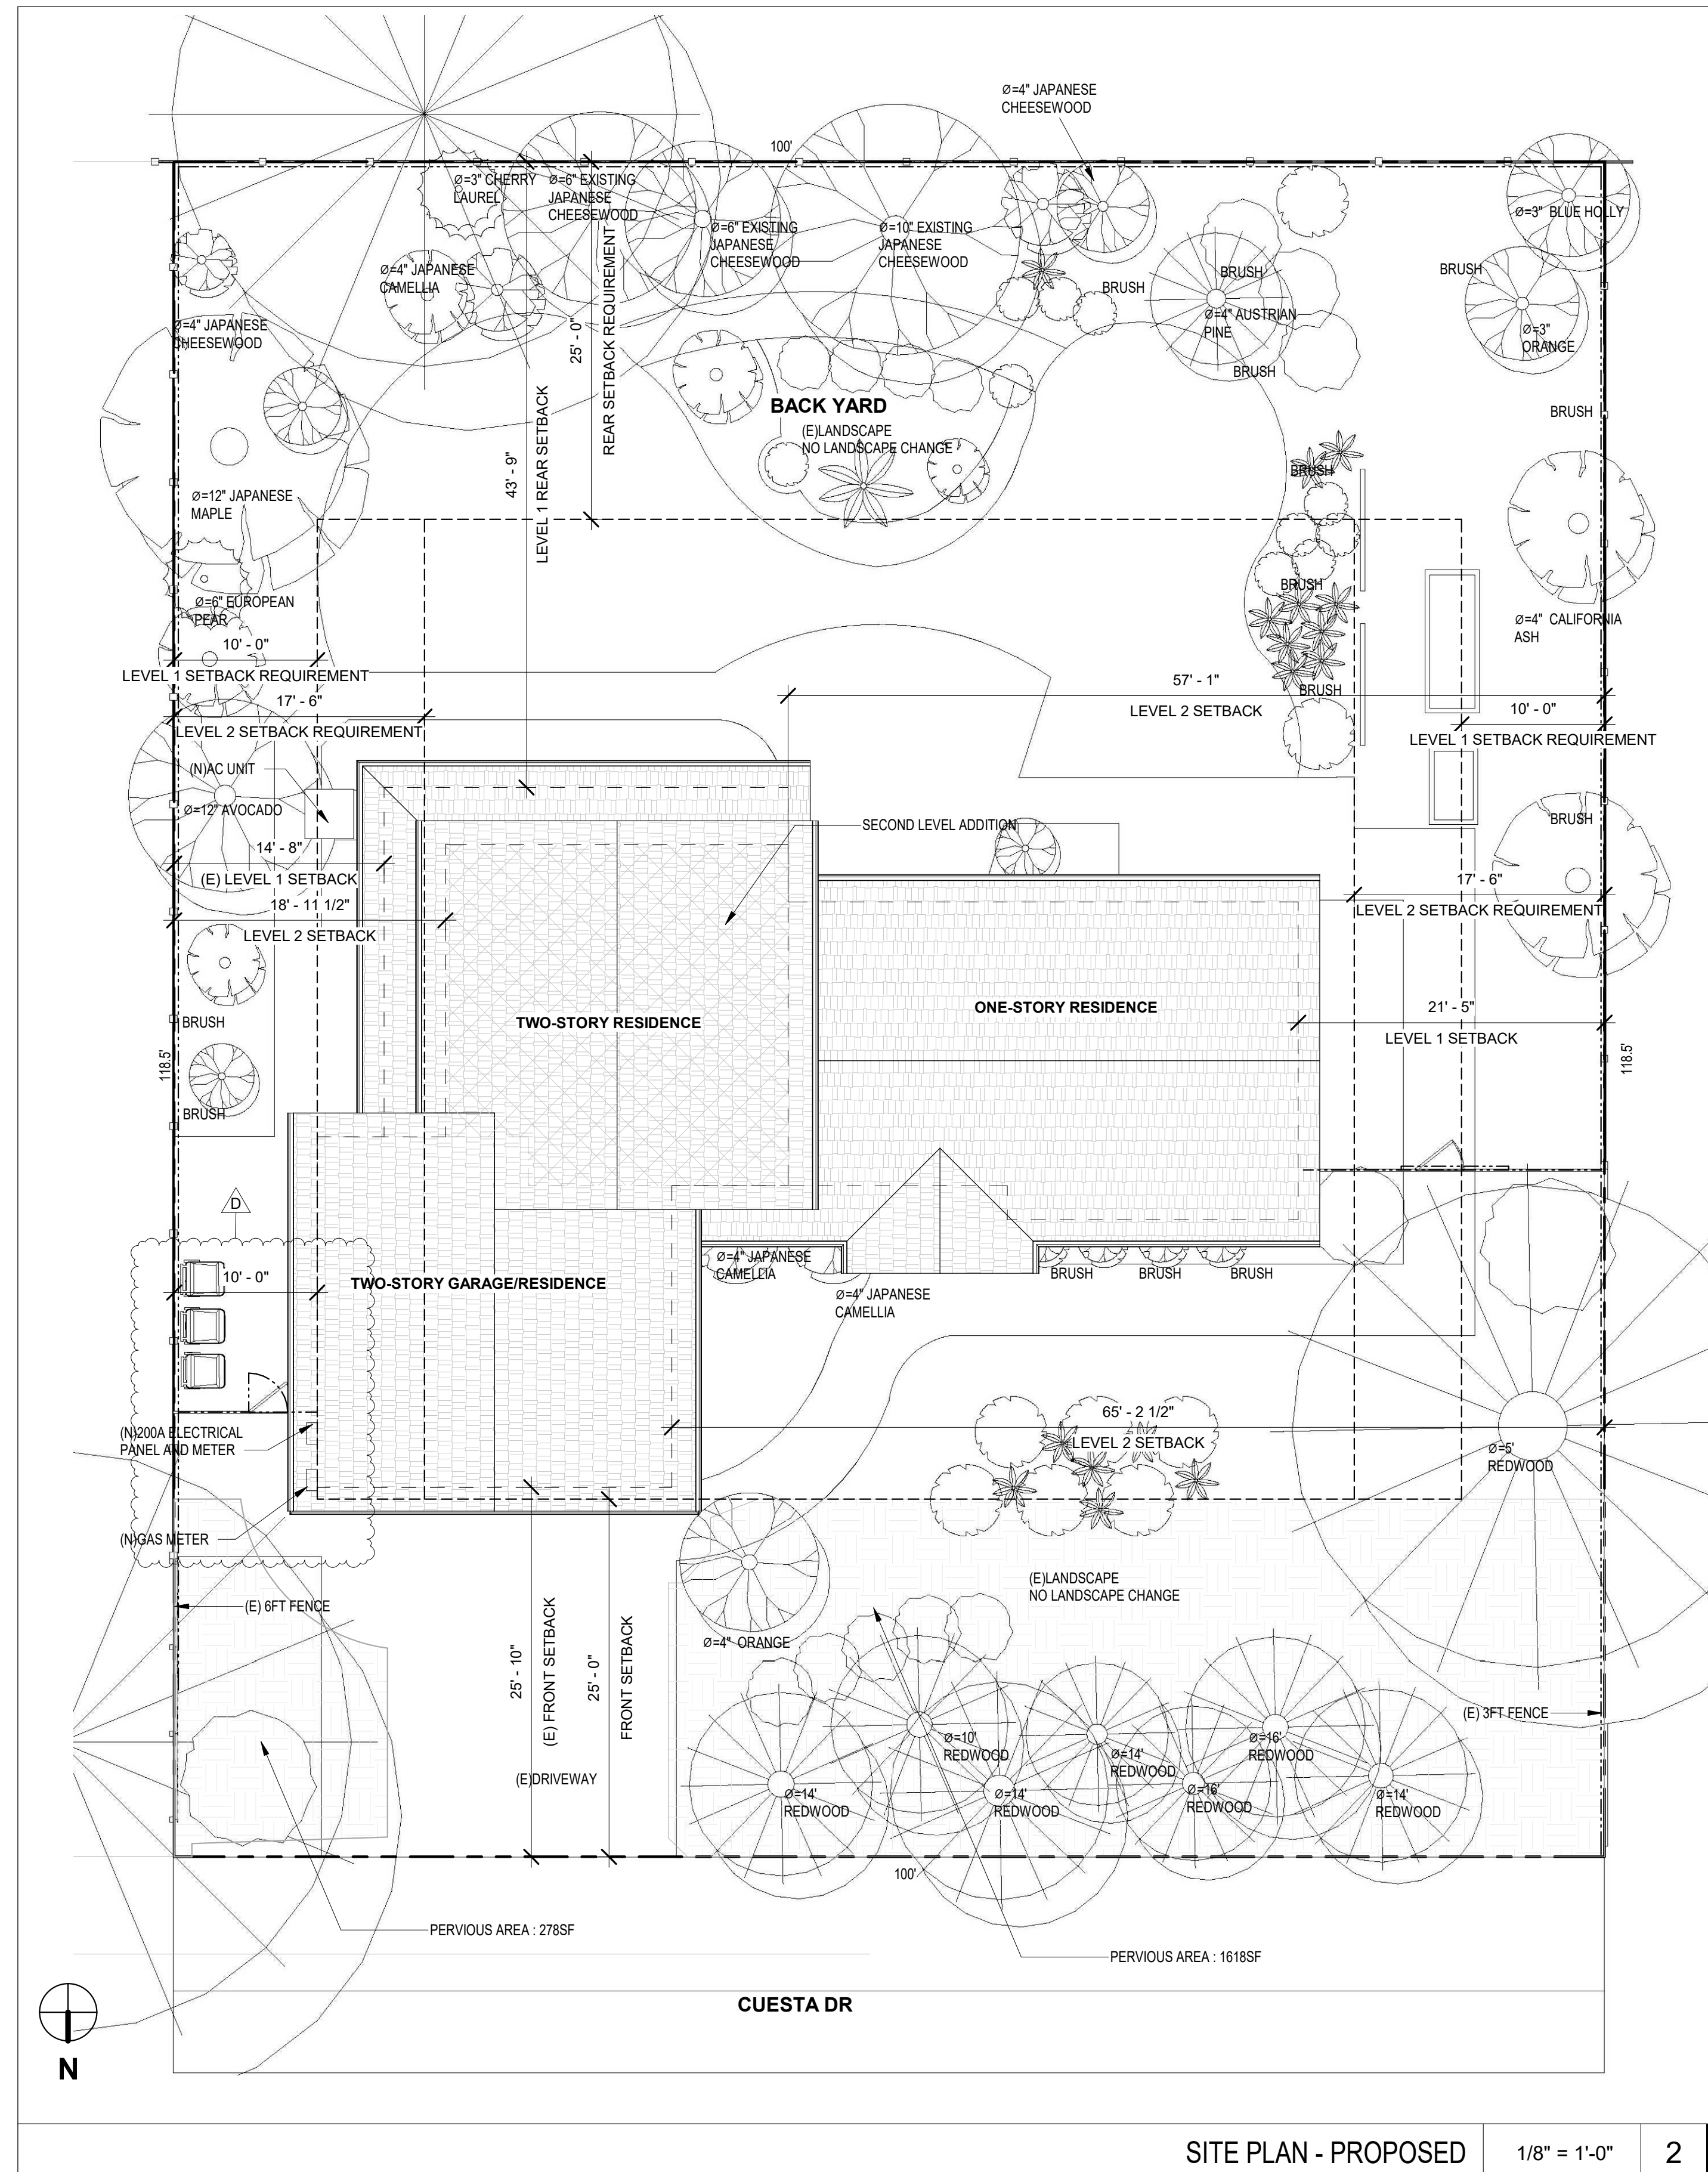 Ø=4" JAPANESE
CHEESEWOOD
100'
Ø=3" CHERRY
LAUREL
Ø=6" EXISTING
JAPANESE
CHEESEWOOD
Ø=6" EXISTING
JAPANESE
CHEESEWOOD
Ø=10" EXISTING
JAPANESE
CHEESEWOOD
Ø=3" BLUE HOLLY
Ø=4" JAPANESE
CAMELLIA
BRUSH
BRUSH
BRUSH
Ø=4" JAPANESE
CHEESEWOOD
Ø=4" AUSTRIAN
PINE
Ø=3"
ORANGE
25' - 0"
REAR SETBACK REQUIREMENT
BRUSH
BACK YARD
(E)LANDSCAPE
NO LANDSCAPE CHANGE
BRUSH
43' - 9"
LEVEL 1 REAR SETBACK
BRUSH
Ø=12" JAPANESE
MAPLE
BRUSH
Ø=6" EUROPEAN
PEAR
Ø=4" CALIFORNIA
ASH
10' - 0"
LEVEL 1 SETBACK REQUIREMENT
57' - 1"
LEVEL 2 SETBACK
BRUSH
17' - 6"
LEVEL 2 SETBACK REQUIREMENT
10' - 0"
LEVEL 1 SETBACK REQUIREMENT
(N)AC UNIT
Ø=12" AVOCADO
SECOND LEVEL ADDITION
BRUSH
14' - 8"
(E) LEVEL 1 SETBACK
18' - 11 1/2"
LEVEL 2 SETBACK
17' - 6"
LEVEL 2 SETBACK REQUIREMENT
TWO-STORY RESIDENCE
ONE-STORY RESIDENCE
21' - 5"
LEVEL 1 SETBACK
BRUSH
118.5'
118.5'
BRUSH
D
10' - 0"
TWO-STORY GARAGE/RESIDENCE
Ø=4" JAPANESE
CAMELLIA
Ø=4" JAPANESE
CAMELLIA
BRUSH
BRUSH
BRUSH
(N)200A ELECTRICAL
PANEL AND METER
65' - 2 1/2"
LEVEL 2 SETBACK
Ø=5'
REDWOOD
(N)GAS METER
(E) 6FT FENCE
(E)LANDSCAPE
NO LANDSCAPE CHANGE
Ø=4" ORANGE
25' - 10"
(E) FRONT SETBACK
25' - 0"
FRONT SETBACK
(E) 3FT FENCE
(E)DRIVEWAY
Ø=10'
REDWOOD
Ø=14'
REDWOOD
Ø=16'
REDWOOD
Ø=14'
REDWOOD
Ø=14'
REDWOOD
Ø=16'
REDWOOD
Ø=14'
REDWOOD
100'
PERVIOUS AREA : 278SF
PERVIOUS AREA : 1618SF
CUESTA DR
N
SITE PLAN - PROPOSED
1/8" = 1'-0"
2